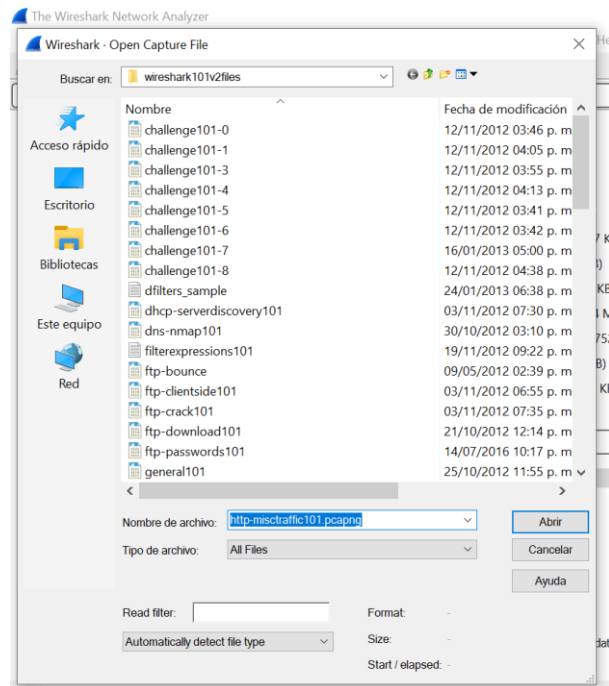 The Wireshark Network Analyzer
Wireshark · Open Capture File
Buscar en: wireshark101v2files
Nombre Fecha de modificación
challenge101-0 12/11/2012 03:46 p. m
challenge101-1 12/11/2012 04:05 p. m
challenge101-3 12/11/2012 03:55 p. m
challenge101-4 12/11/2012 04:13 p. m
challenge101-5 12/11/2012 03:41 p. m
challenge101-6 12/11/2012 03:42 p. m
challenge101-7 16/01/2013 05:00 p. m
challenge101-8 12/11/2012 04:38 p. m
dfilters_sample 24/01/2013 06:38 p. m
dhcp-serverdiscovery101 03/11/2012 07:30 p. m
dns-nmap101 30/10/2012 03:10 p. m
filterexpressions101 19/11/2012 09:22 p. m
ftp-bounce 09/05/2012 02:39 p. m
ftp-clientside101 03/11/2012 06:55 p. m
ftp-crack101 03/11/2012 07:35 p. m
ftp-download101 21/10/2012 12:14 p. m
ftp-passwords101 14/07/2016 10:17 p. m
general101 25/10/2012 11:55 p. m
Acceso rápido
Escritorio
Bibliotecas
Este equipo
Red
Nombre de archivo: http-misctraffic101.pcapng Abrir
Tipo de archivo: All Files Cancelar
Ayuda
Read filter: Format: -
Automatically detect file type Size: -
Start / elapsed: -